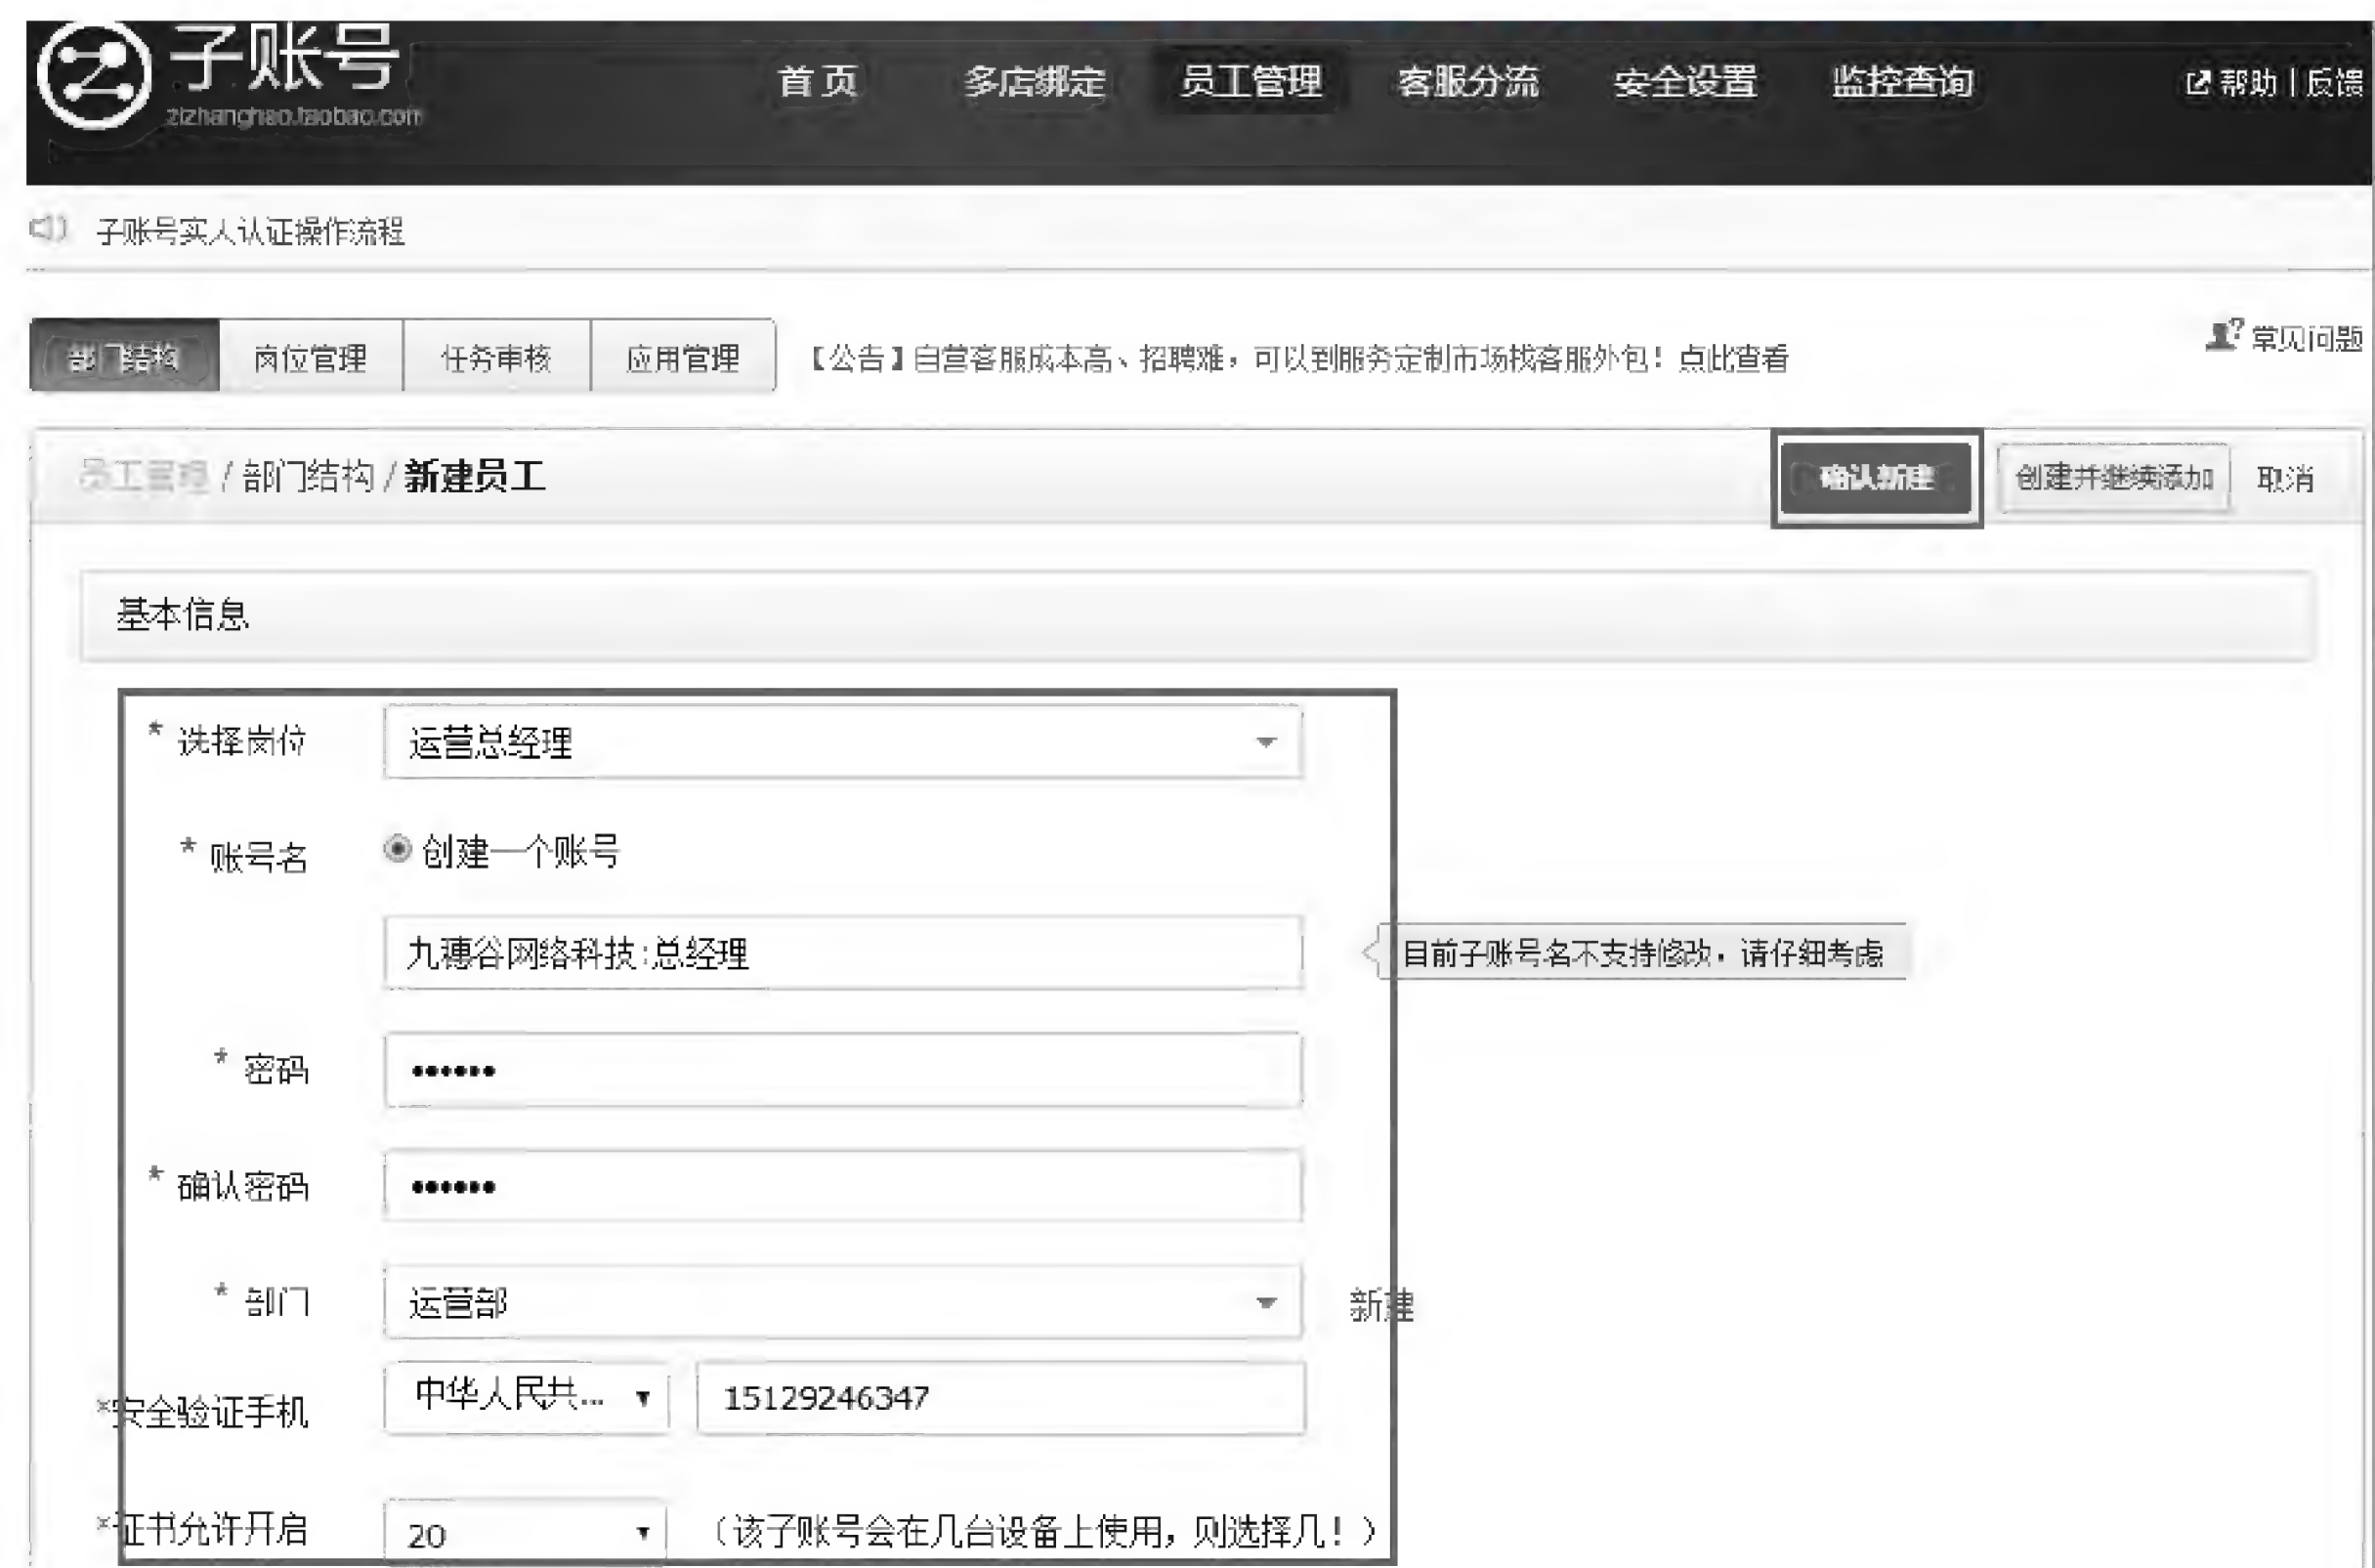 子账号
zizhanghao.taobao.com
首页 多店绑定 员工管理 客服分流 安全设置 监控查询 帮助 | 反馈
子账号实人认证操作流程
部门结构 岗位管理 任务审核 应用管理 【公告】自营客服成本高、招聘难，可以到服务定制市场找客服外包！点此查看 常见问题
员工管理 / 部门结构 / 新建员工 确认新建 创建并继续添加 取消
基本信息
* 选择岗位 运营总经理
* 账号名 创建一个账号
九穗谷网络科技:总经理 目前子账号名不支持修改，请仔细考虑
* 密码 ••••••
* 确认密码 ••••••
* 部门 运营部 新建
*安全验证手机 中华人民共... 15129246347
*证书允许开启 20 （该子账号会在几台设备上使用，则选择几！）